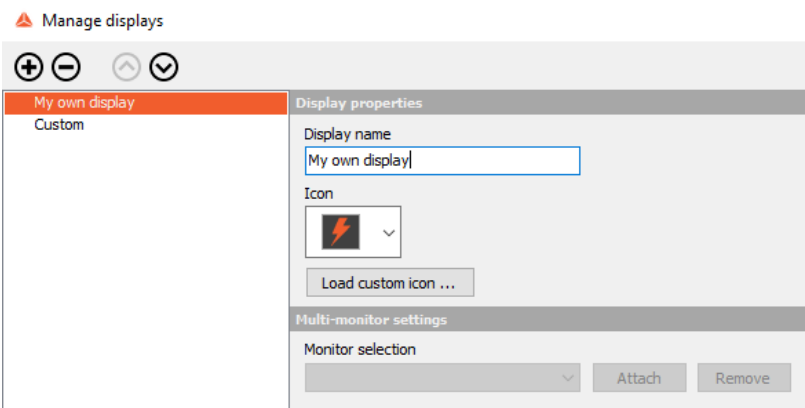 Manage displays
My own display
Custom
Display properties
Display name
My own display
Icon
Load custom icon ...
Multi-monitor settings
Monitor selection
Attach
Remove